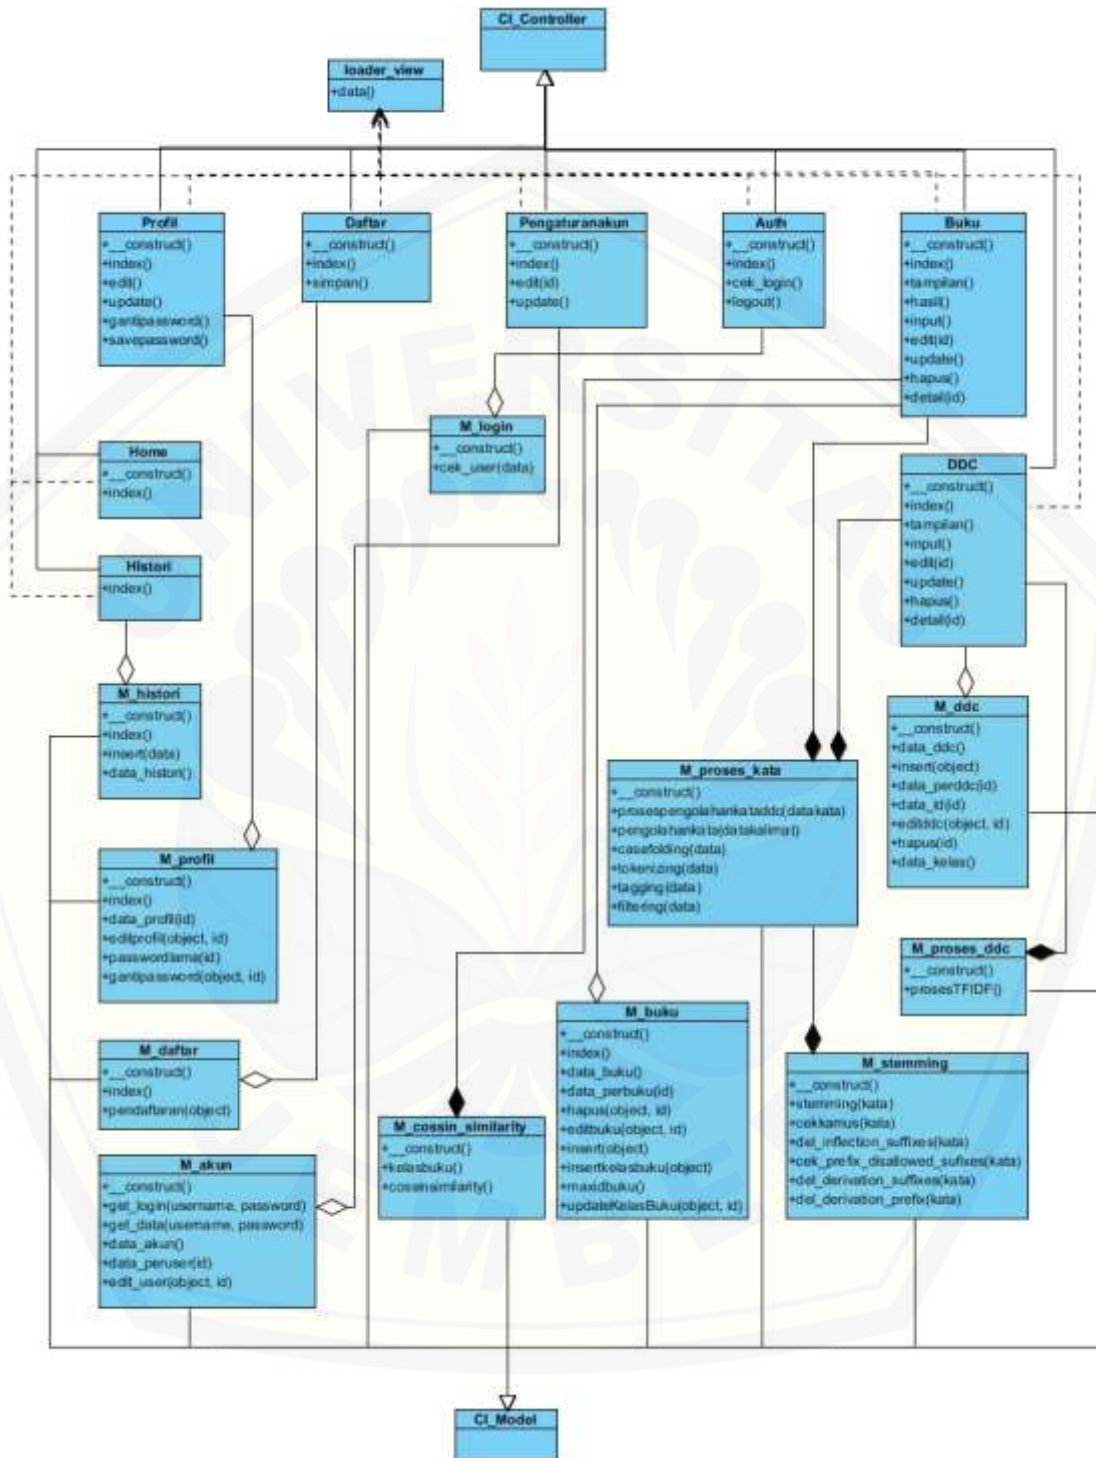 CI_Controller
loader_view
+data()
Profil
+__construct()
+index()
+edit()
+update()
+gantipassword()
+savepassword()
Daftar
+__construct()
+index()
+simpan()
Pengaturanakun
+__construct()
+index()
+edit(id)
+update()
Auth
+__construct()
+index()
+cek_login()
+logout()
Buku
+__construct()
+index()
+tampilan()
+hasil()
+input()
+edit(id)
+update()
+hapus()
+detail(id)
M_login
+__construct()
+cek_user(data)
Home
+__construct()
+index()
DDC
+__construct()
+index()
+tampilan()
+input()
+edit(id)
+update()
+hapus()
+detail(id)
Histori
+index()
M_histori
+__construct()
+index()
+insert(data)
+data_histori()
M_ddc
+__construct()
+data_ddc()
+insert(object)
+data_perddc(id)
+data_id(id)
+editddc(object, id)
+hapus(id)
+data_kelas()
M_proses_kata
+__construct()
+prosespengolahankataddc(datakata)
+pengolahankata(datakalimat)
+casefolding(data)
+tokenizing(data)
+tagging(data)
+filtering(data)
M_profil
+__construct()
+index()
+data_profil(id)
+editprofil(object, id)
+passwordlama(id)
+gantipassword(object, id)
M_proses_ddc
+__construct()
+prosesTFIDF()
M_buku
+__construct()
+index()
+data_buku()
+data_perbuku(id)
+hapus(object, id)
+editbuku(object, id)
+insert(object)
+insertkelasbuku(object)
+maxidbuku()
+updateKelasBuku(object, id)
M_daftar
+__construct()
+index()
+pendaftaran(object)
M_stemming
+__construct()
+stemming(kata)
+cekkamus(kata)
+del_inflection_suffixes(kata)
+cek_prefix_disallowed_sufixes(kata)
+del_derivation_suffixes(kata)
+del_derivation_prefix(kata)
M_cossin_similarity
+__construct()
+kelasbuku()
+cosensimilarity()
M_akun
+__construct()
+get_login(username, password)
+get_data(username, password)
+data_akun()
+data_peruser(id)
+edit_user(object, id)
CI_Model
UNIVERSITAS
JEMBER